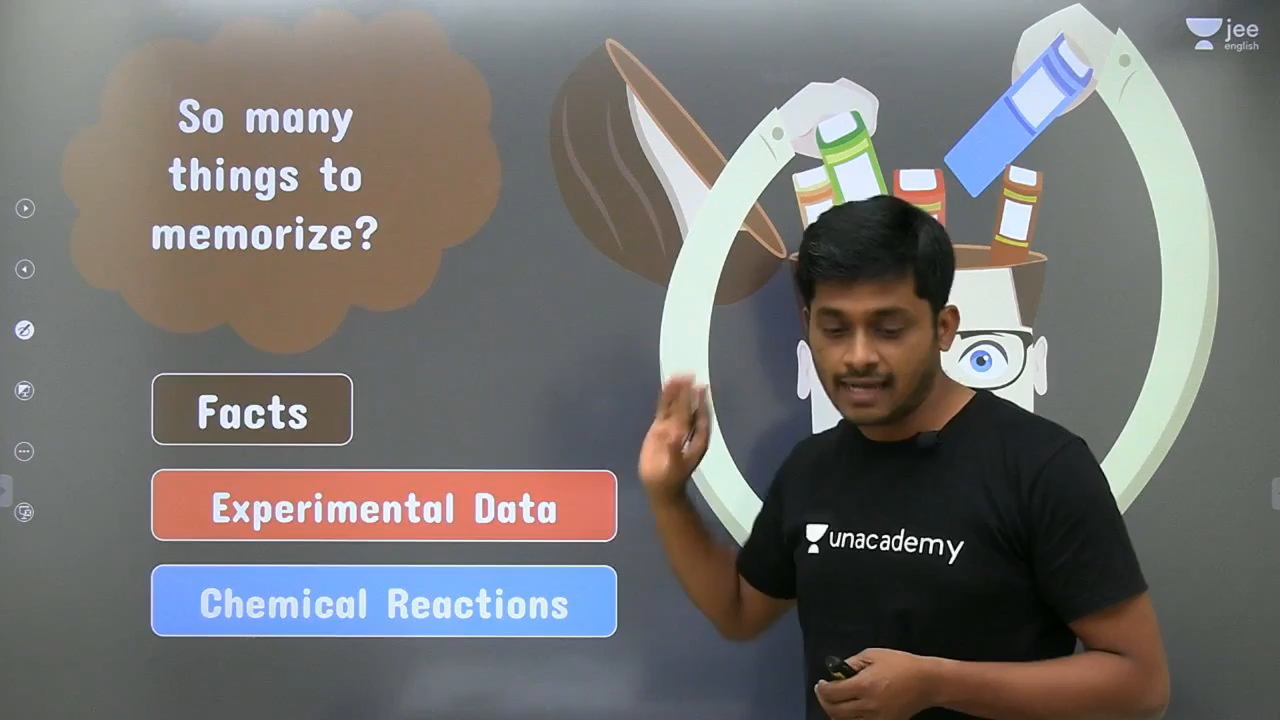 So many
things to
memorize?
Facts
Experimental Data
Chemical Reactions
jee
english
unacademy